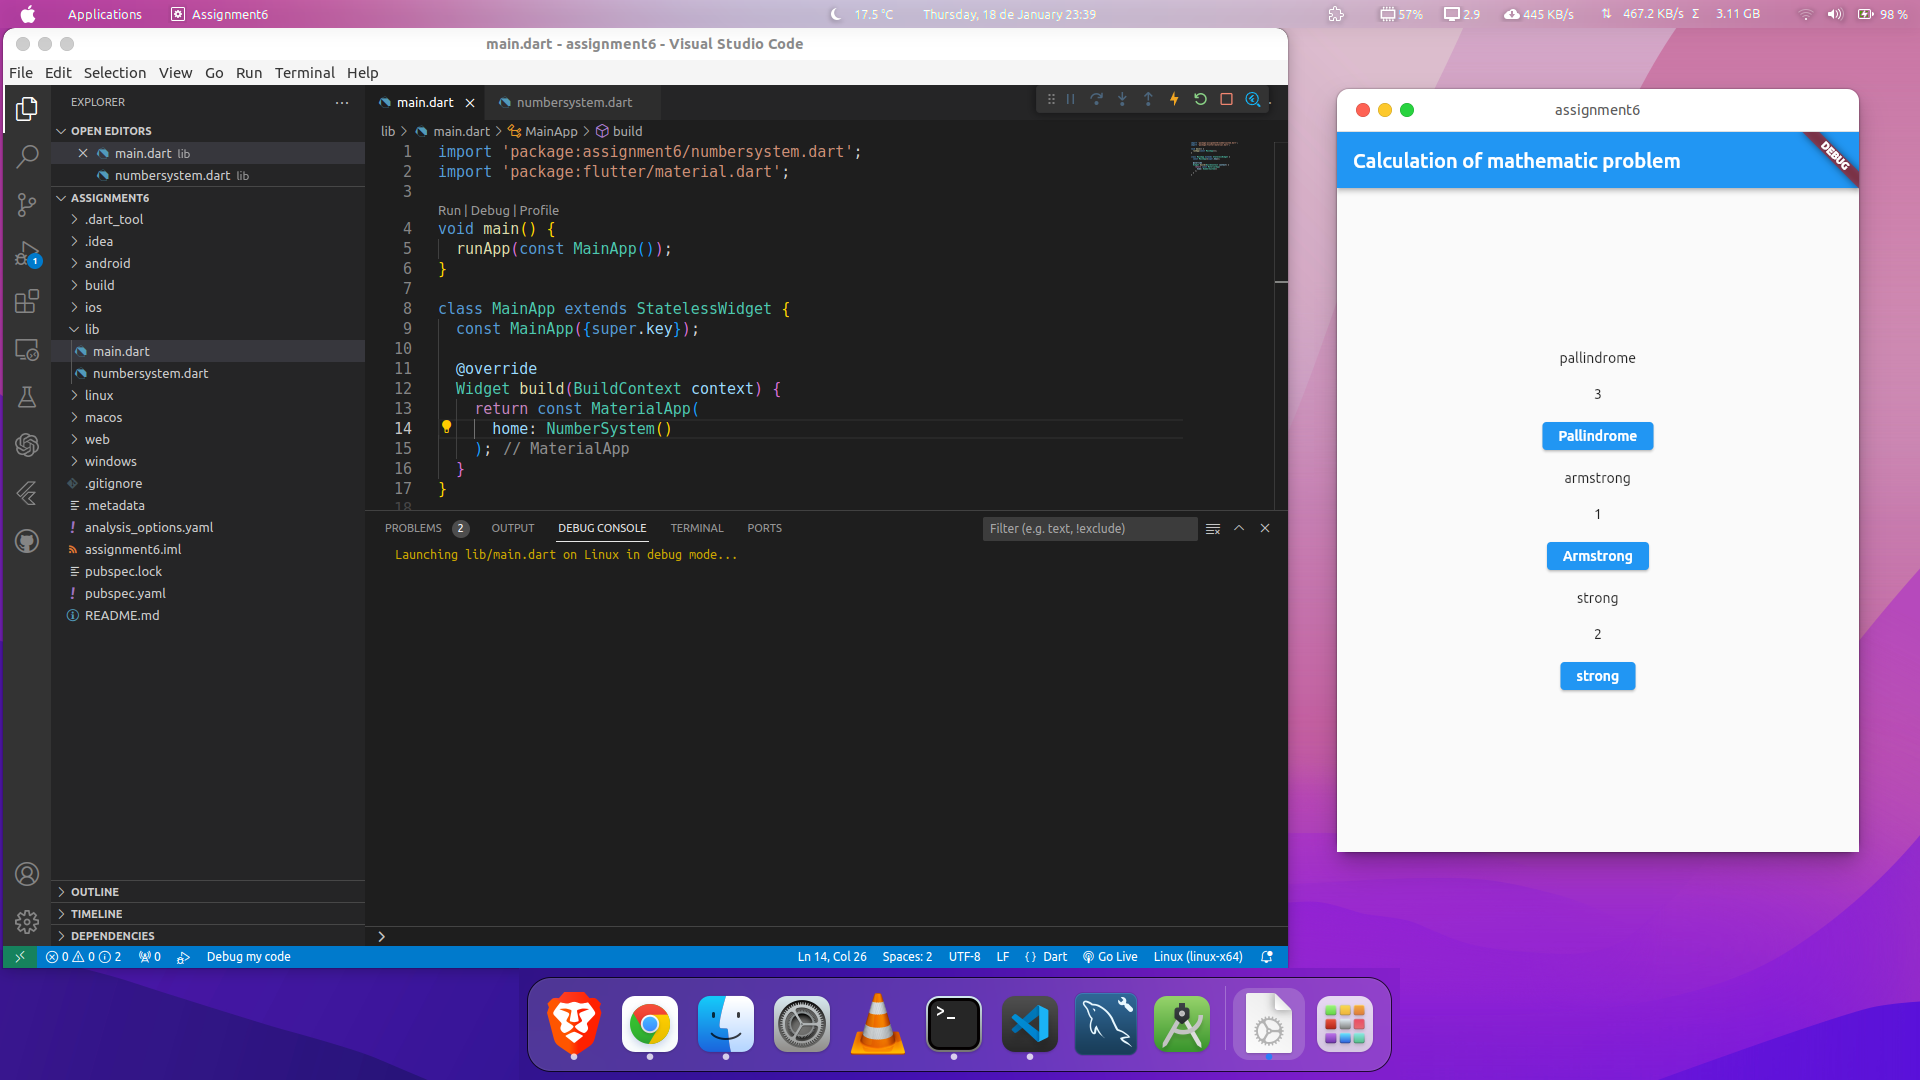 Applications
Assignment6
17.5 °C
Thursday, 18 de January 23:39
57%
2.9
445 KB/s
467.2 KB/s Σ
3.11 GB
98 %
main.dart - assignment6 - Visual Studio Code
File Edit Selection View Go Run Terminal Help
EXPLORER
OPEN EDITORS
main.dart lib
numbersystem.dart lib
ASSIGNMENT6
.dart_tool
.idea
android
build
ios
lib
main.dart
numbersystem.dart
linux
macos
web
windows
.gitignore
.metadata
analysis_options.yaml
assignment6.iml
pubspec.lock
pubspec.yaml
README.md
OUTLINE
TIMELINE
DEPENDENCIES
1
main.dart
numbersystem.dart
lib > main.dart > MainApp > build
1 import 'package:assignment6/numbersystem.dart';
2 import 'package:flutter/material.dart';
3
Run | Debug | Profile
4 void main() {
5 runApp(const MainApp());
6 }
7
8 class MainApp extends StatelessWidget {
9 const MainApp({super.key});
10
11 @override
12 Widget build(BuildContext context) {
13 return const MaterialApp(
14 home: NumberSystem()
15 ); // MaterialApp
16 }
17 }
18
PROBLEMS 2 OUTPUT DEBUG CONSOLE TERMINAL PORTS
Filter (e.g. text, !exclude)
Launching lib/main.dart on Linux in debug mode...
0 0 2
0
Debug my code
Ln 14, Col 26
Spaces: 2
UTF-8
LF
{ } Dart
Go Live
Linux (linux-x64)
assignment6
Calculation of mathematic problem
DEBUG
pallindrome
3
Pallindrome
armstrong
1
Armstrong
strong
2
strong
>_